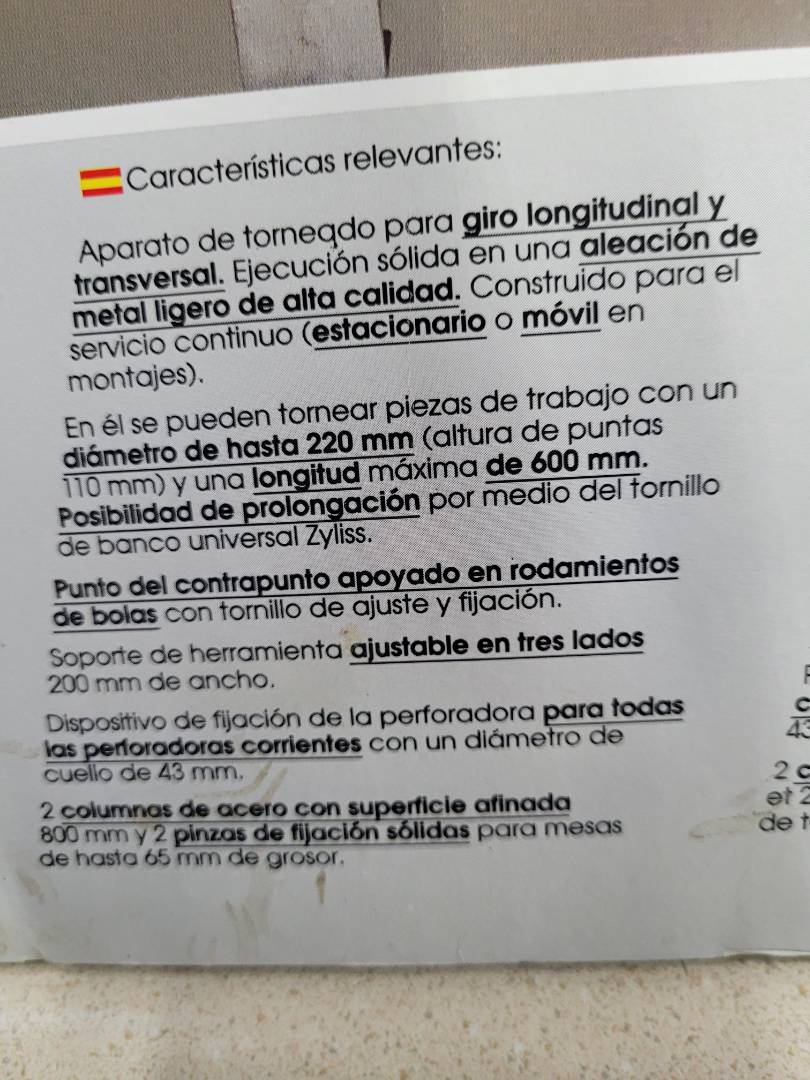 Características relevantes:
Aparato de torneqdo para giro longitudinal y
transversal. Ejecución sólida en una aleación de
metal ligero de alta calidad. Construido para el
servicio continuo (estacionario o móvil en
montajes).
En él se pueden tornear piezas de trabajo con un
diámetro de hasta 220 mm (altura de puntas
110 mm) y una longitud máxima de 600 mm.
Posibilidad de prolongación por medio del tornillo
de banco universal Zyliss.
Punto del contrapunto apoyado en rodamientos
de bolas con tornillo de ajuste y fijación.
Soporte de herramienta ajustable en tres lados
200 mm de ancho.
Dispositivo de fijación de la perforadora para todas
las perforadoras corrientes con un diámetro de
cuello de 43 mm.
2 columnas de acero con superficie afinada
800 mm y 2 pinzas de fijación sólidas para mesas
de hasta 65 mm de grosor.
43
2
et 2
de